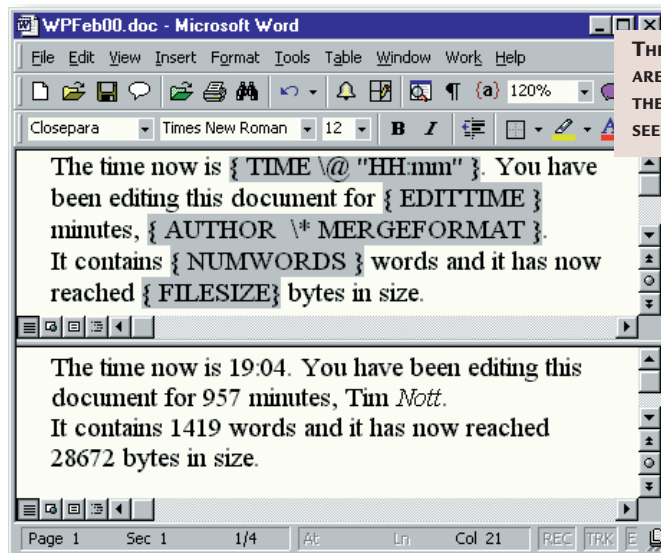 WPFeb00.doc - Microsoft Word
File Edit View Insert Format Tools Table Window Work Help
THE
ARE
THE
SEE
{a} 120%
Closepara Times New Roman 12 B I A
The time now is { TIME \@ "HH:mm" }. You have
been editing this document for { EDITTIME }
minutes, { AUTHOR \* MERGEFORMAT }.
It contains { NUMWORDS } words and it has now
reached { FILESIZE} bytes in size.
The time now is 19:04. You have been editing this
document for 957 minutes, Tim Nott.
It contains 1419 words and it has now reached
28672 bytes in size.
Page 1 Sec 1 1/4 At Ln Col 21 REC TRK E